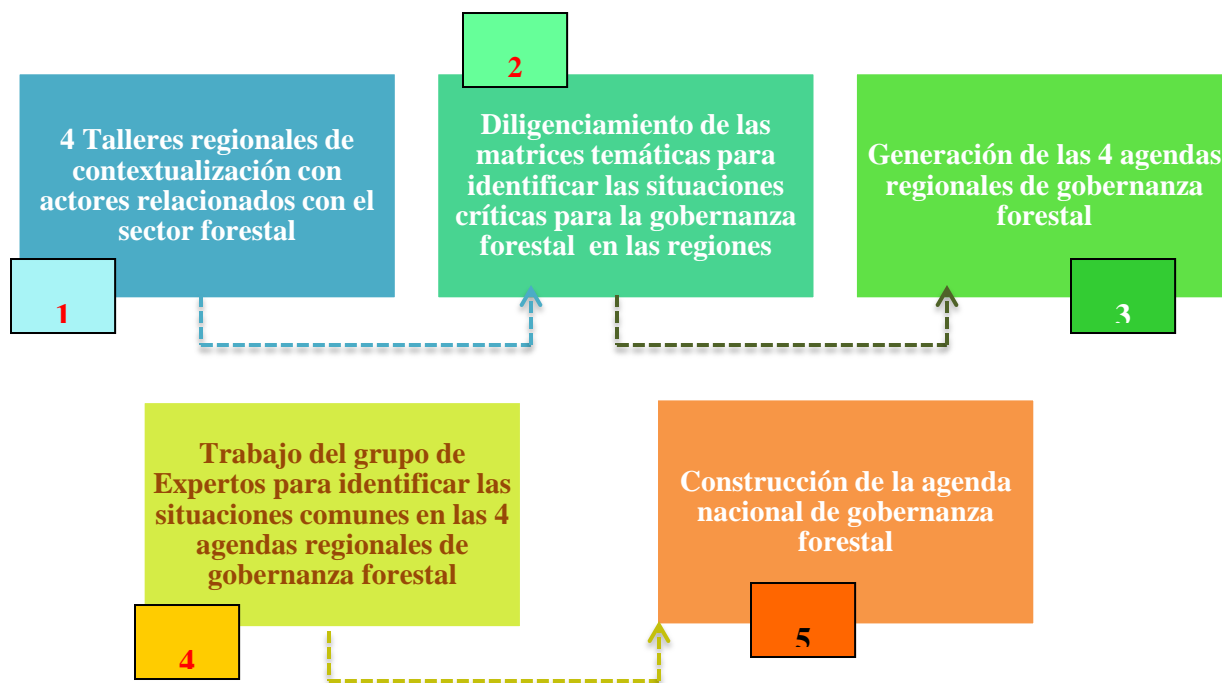 4 Talleres regionales de
contextualización con
actores relacionados con el
sector forestal
1
2
Diligenciamiento de las
matrices temáticas para
identificar las situaciones
críticas para la gobernanza
forestal en las regiones
Generación de las 4 agendas
regionales de gobernanza
forestal
3
Trabajo del grupo de
Expertos para identificar las
situaciones comunes en las 4
agendas regionales de
gobernanza forestal
4
Construcción de la agenda
nacional de gobernanza
forestal
5